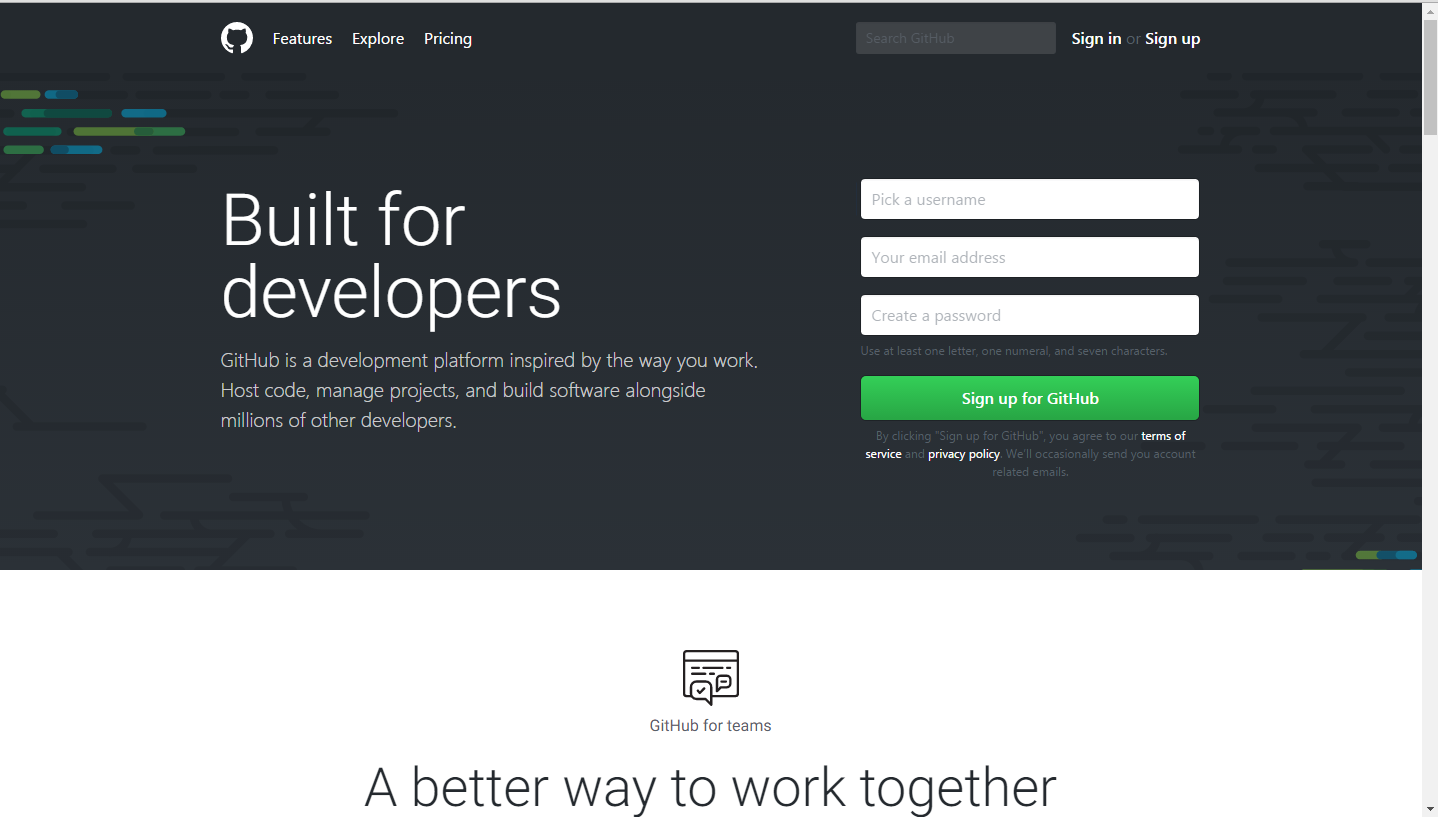 Features Explore Pricing Search GitHub Sign in or Sign up
Built for
developers
GitHub is a development platform inspired by the way you work.
Host code, manage projects, and build software alongside
millions of other developers.
Pick a username
Your email address
Create a password
Use at least one letter, one numeral, and seven characters.
Sign up for GitHub
By clicking "Sign up for GitHub", you agree to our terms of
service and privacy policy. We'll occasionally send you account
related emails.
GitHub for teams
A better way to work together